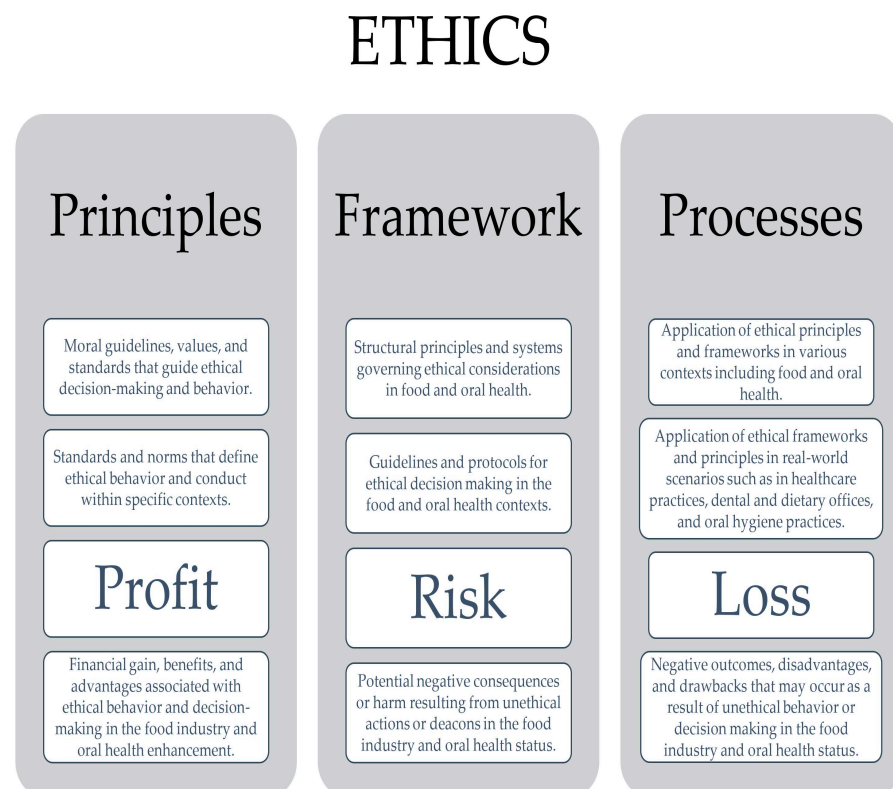 ETHICS
Principles
Moral guidelines, values, and
standards that guide ethical
decision-making and behavior.
Standards and norms that define
ethical behavior and conduct
within specific contexts.
Profit
Financial gain, benefits, and
advantages associated with
ethical behavior and decision-
making in the food industry and
oral health enhancement.
Framework
Structural principles and systems
governing ethical considerations
in food and oral health.
Guidelines and protocols for
ethical decision making in the
food and oral health contexts.
Risk
Potential negative consequences
or harm resulting from unethical
actions or deacons in the food
industry and oral health status.
Processes
Application of ethical principles
and frameworks in various
contexts including food and oral
health.
Application of ethical frameworks
and principles in real-world
scenarios such as in healthcare
practices, dental and dietary offices,
and oral hygiene practices.
Loss
Negative outcomes, disadvantages,
and drawbacks that may occur as a
result of unethical behavior or
decision making in the food
industry and oral health status.